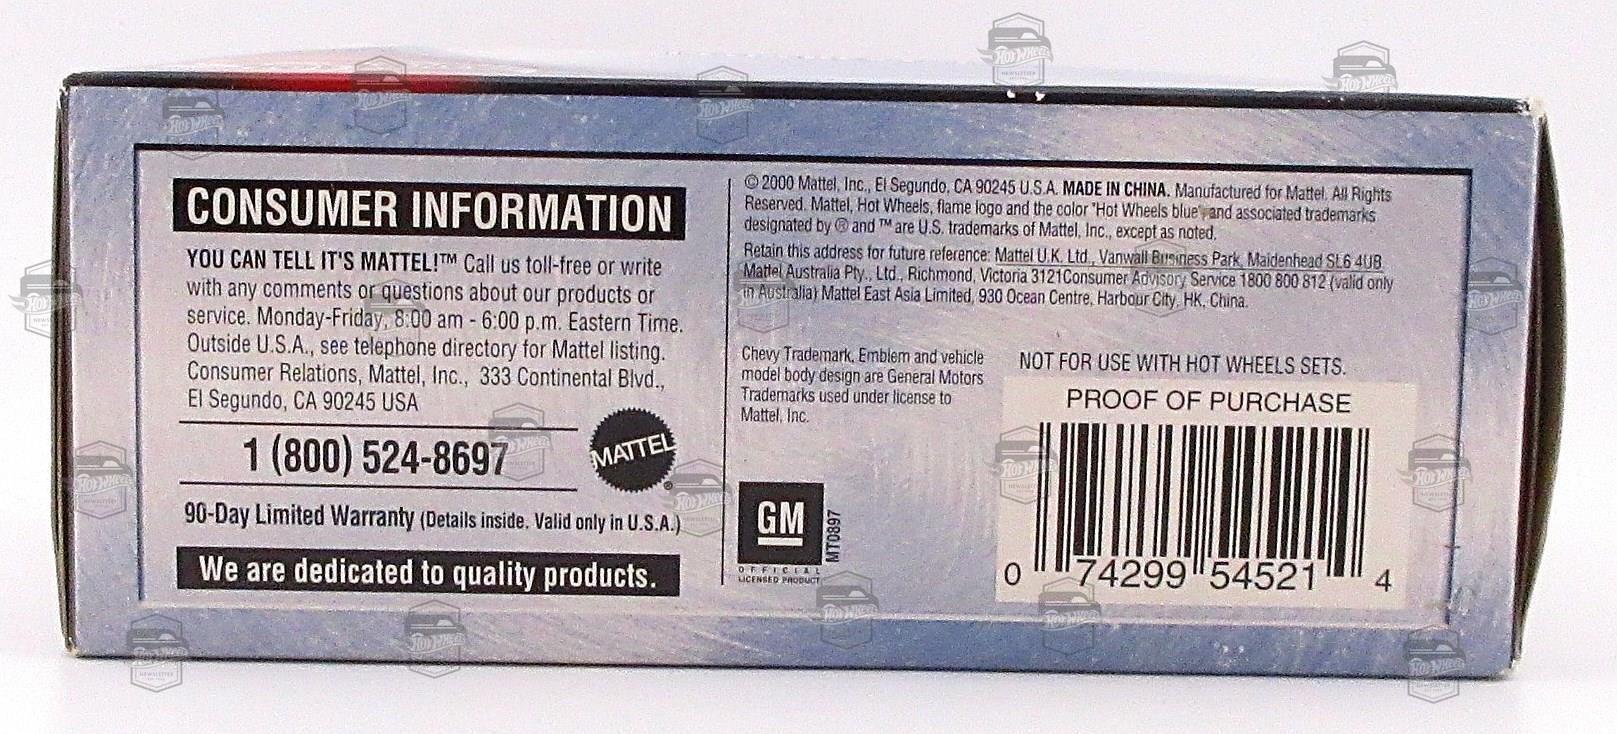 CONSUMER INFORMATION
YOU CAN TELL IT'S MATTEL!™ Call us toll-free or write
with any comments or questions about our products or
service. Monday-Friday, 8:00 am - 6:00 p.m. Eastern Time.
Outside U.S.A., see telephone directory for Mattel listing.
Consumer Relations, Mattel, Inc., 333 Continental Blvd.,
El Segundo, CA 90245 USA
1 (800) 524-8697
MATTEL®
90-Day Limited Warranty (Details inside. Valid only in U.S.A.)
We are dedicated to quality products.
© 2000 Mattel, Inc., El Segundo, CA 90245 U.S.A. MADE IN CHINA. Manufactured for Mattel. All Rights
Reserved. Mattel, Hot Wheels, flame logo and the color "Hot Wheels blue" and associated trademarks
designated by ® and ™ are U.S. trademarks of Mattel, Inc., except as noted.
Retain this address for future reference: Mattel U.K. Ltd., Vanwall Business Park, Maidenhead SL6 4UB.
Mattel Australia Pty., Ltd., Richmond, Victoria 3121Consumer Advisory Service 1800 800 812 (valid only
in Australia) Mattel East Asia Limited, 930 Ocean Centre, Harbour City, HK, China.
Chevy Trademark, Emblem and vehicle
model body design are General Motors
Trademarks used under license to
Mattel, Inc.
GM
OFFICIAL
LICENSED PRODUCT
MT0897
NOT FOR USE WITH HOT WHEELS SETS.
PROOF OF PURCHASE
0 74299 54521 4
HOT WHEELS
NEWSLETTER